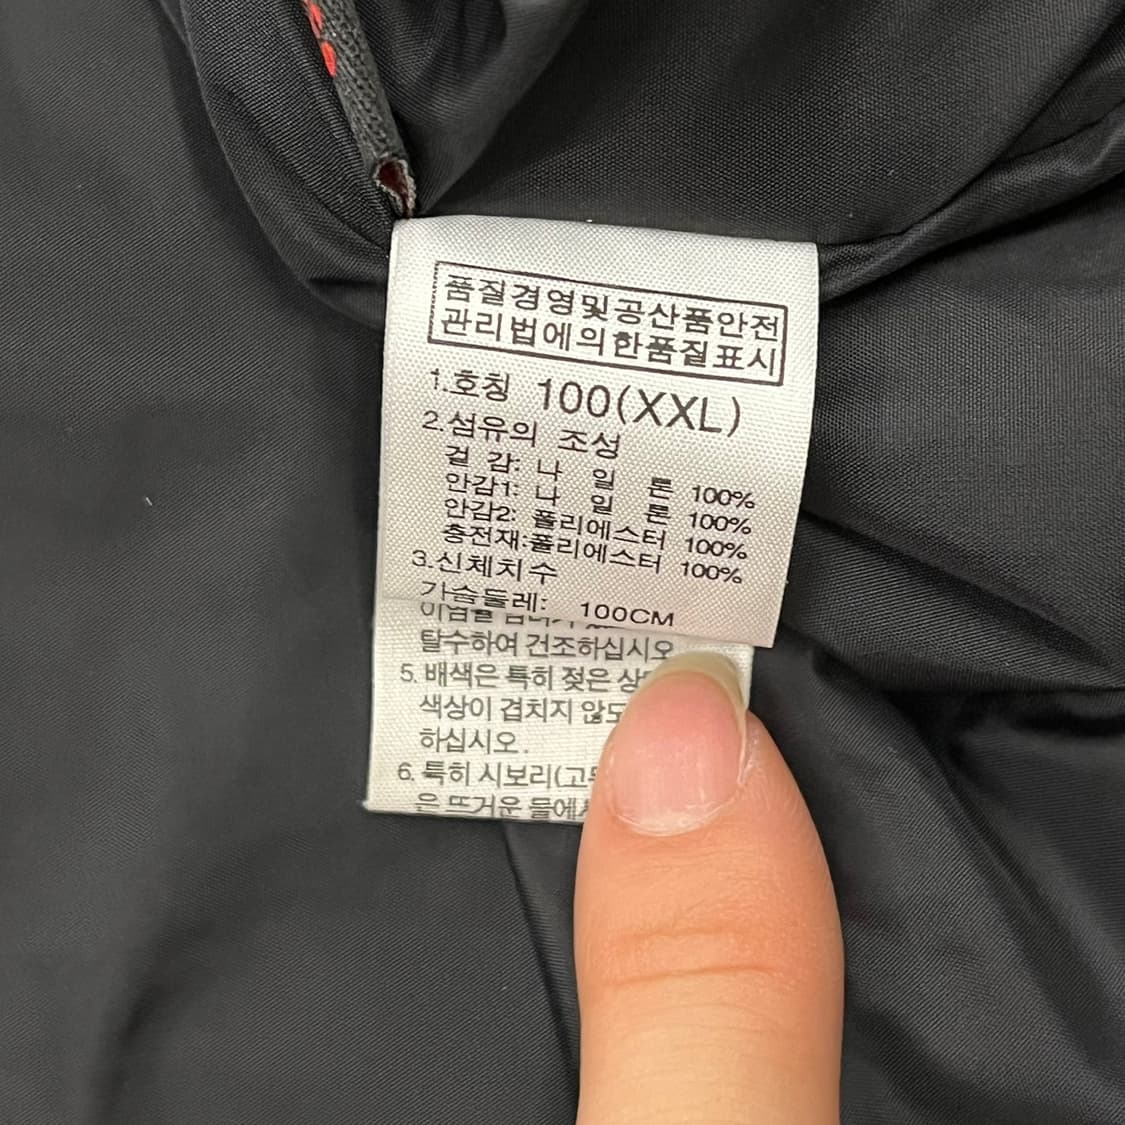 품질경영및공산품안전
관리법에의한품질표시
1.호칭 100(XXL)
2.섬유의 조성
겉 감: 나 일 론 100%
안감1: 나 일 론 100%
안감2: 폴리에스터 100%
충전재:폴리에스터 100%
3.신체치수
가슴둘레: 100CM
탈수하여 건조하십시오
5. 배색은 특히 젖은
색상이 겹치지
하십시오.
6. 특히 시보리(
은 뜨거운